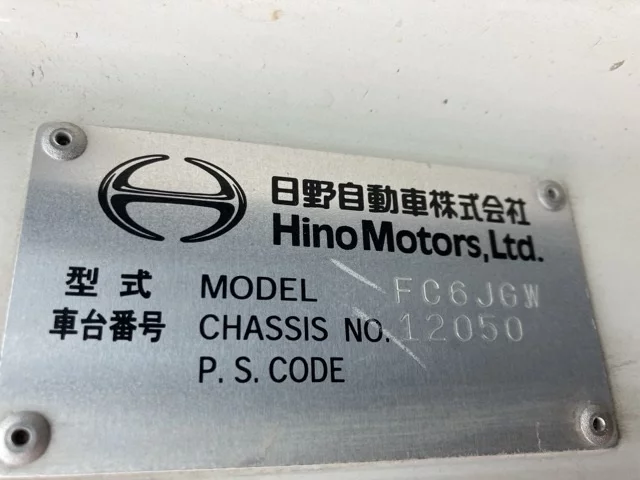 日野自動車株式会社
Hino Motors, Ltd.
型式 MODEL FC6JGW
車台番号 CHASSIS NO. 12050
P. S. CODE